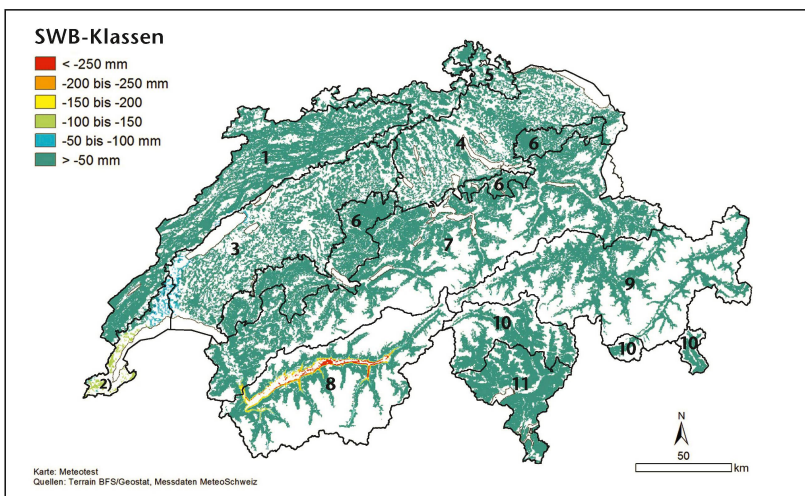 SWB-Klassen
< -250 mm
-200 bis -250 mm
-150 bis -200
-100 bis -150
-50 bis -100 mm
> -50 mm
5
4
6
1
6
6
3
7
9
10
10
10
2)
8
11
N
50
km
Karte: Meteotest
Quellen: Terrain BFS/Geostat, Messdaten MeteoSchweiz